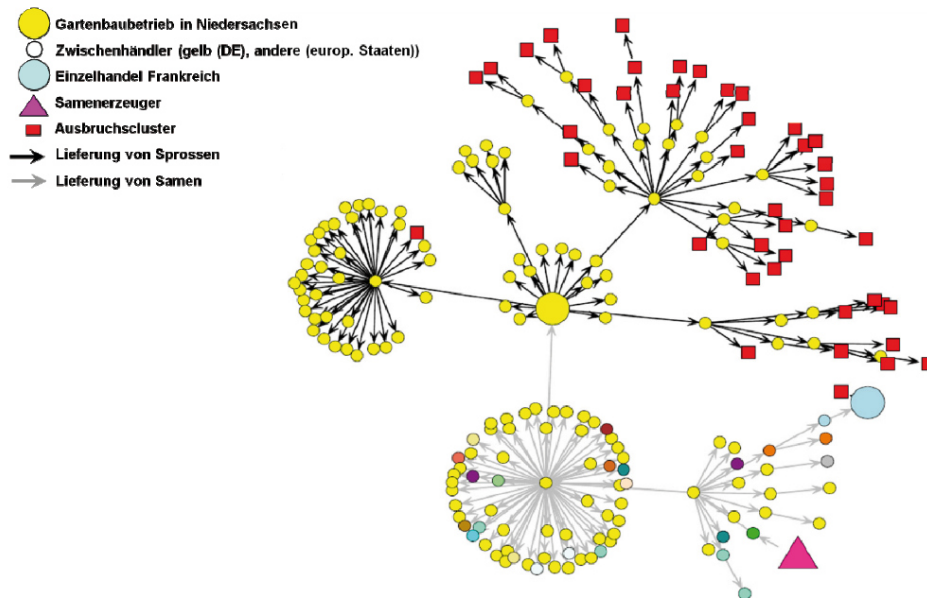 Gartenbaubetrieb in Niedersachsen
Zwischenhändler (gelb (DE), andere (europ. Staaten))
Einzelhandel Frankreich
Samenerzeuger
Ausbruchscluster
Lieferung von Sprossen
Lieferung von Samen